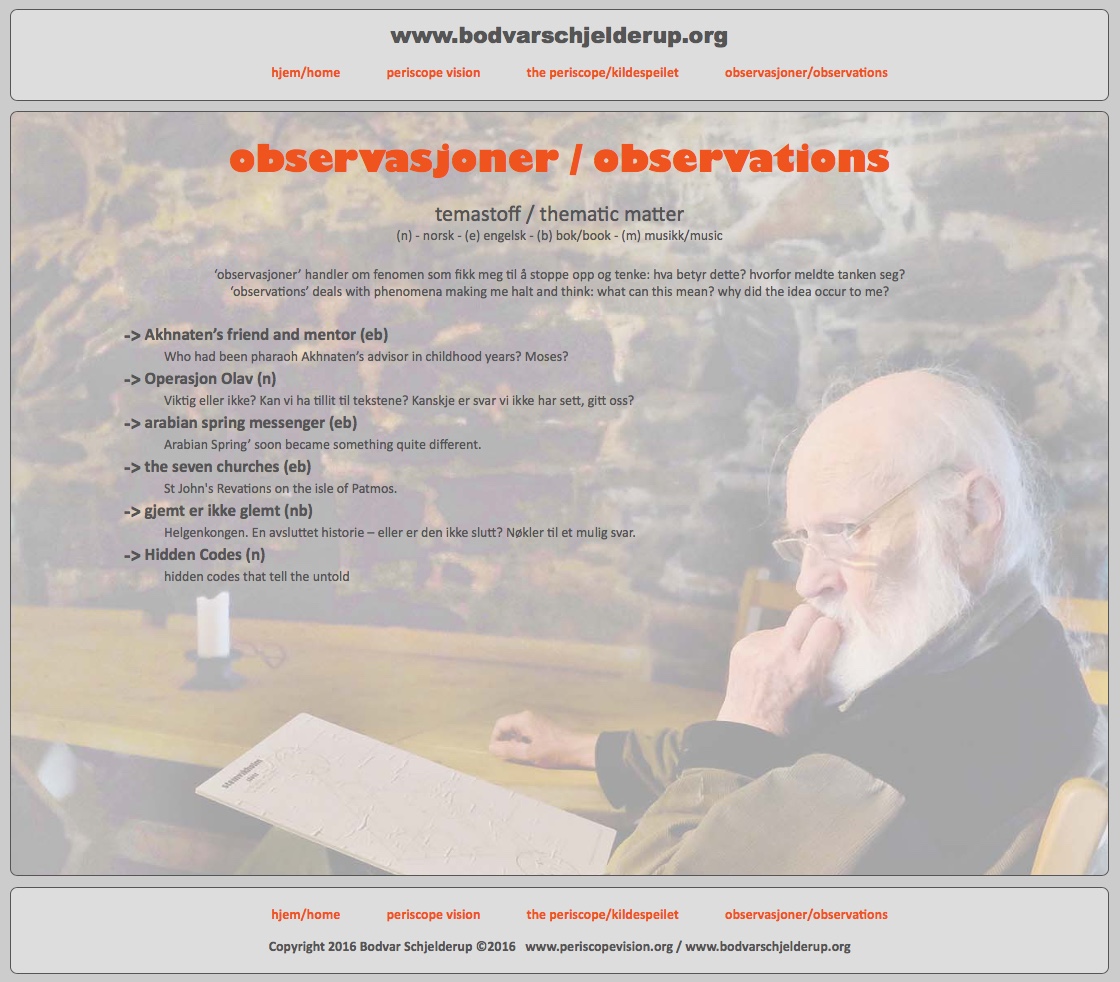 www.bodvarschjelderup.org
hjem/home periscope vision the periscope/kildespeilet observasjoner/observations
observasjoner / observations
temastoff / thematic matter
(n) - norsk - (e) engelsk - (b) bok/book - (m) musikk/music
‘observasjoner’ handler om fenomen som fikk meg til å stoppe opp og tenke: hva betyr dette? hvorfor meldte tanken seg?
‘observations’ deals with phenomena making me halt and think: what can this mean? why did the idea occur to me?
-> Akhnaten’s friend and mentor (eb)
Who had been pharaoh Akhnaten’s advisor in childhood years? Moses?
-> Operasjon Olav (n)
Viktig eller ikke? Kan vi ha tillit til tekstene? Kanskje er svar vi ikke har sett, gitt oss?
-> arabian spring messenger (eb)
Arabian Spring’ soon became something quite different.
-> the seven churches (eb)
St John's Revations on the isle of Patmos.
-> gjemt er ikke glemt (nb)
Helgenkongen. En avsluttet historie – eller er den ikke slutt? Nøkler til et mulig svar.
-> Hidden Codes (n)
hidden codes that tell the untold
hjem/home periscope vision the periscope/kildespeilet observasjoner/observations
Copyright 2016 Bodvar Schjelderup ©2016 www.periscopevision.org / www.bodvarschjelderup.org